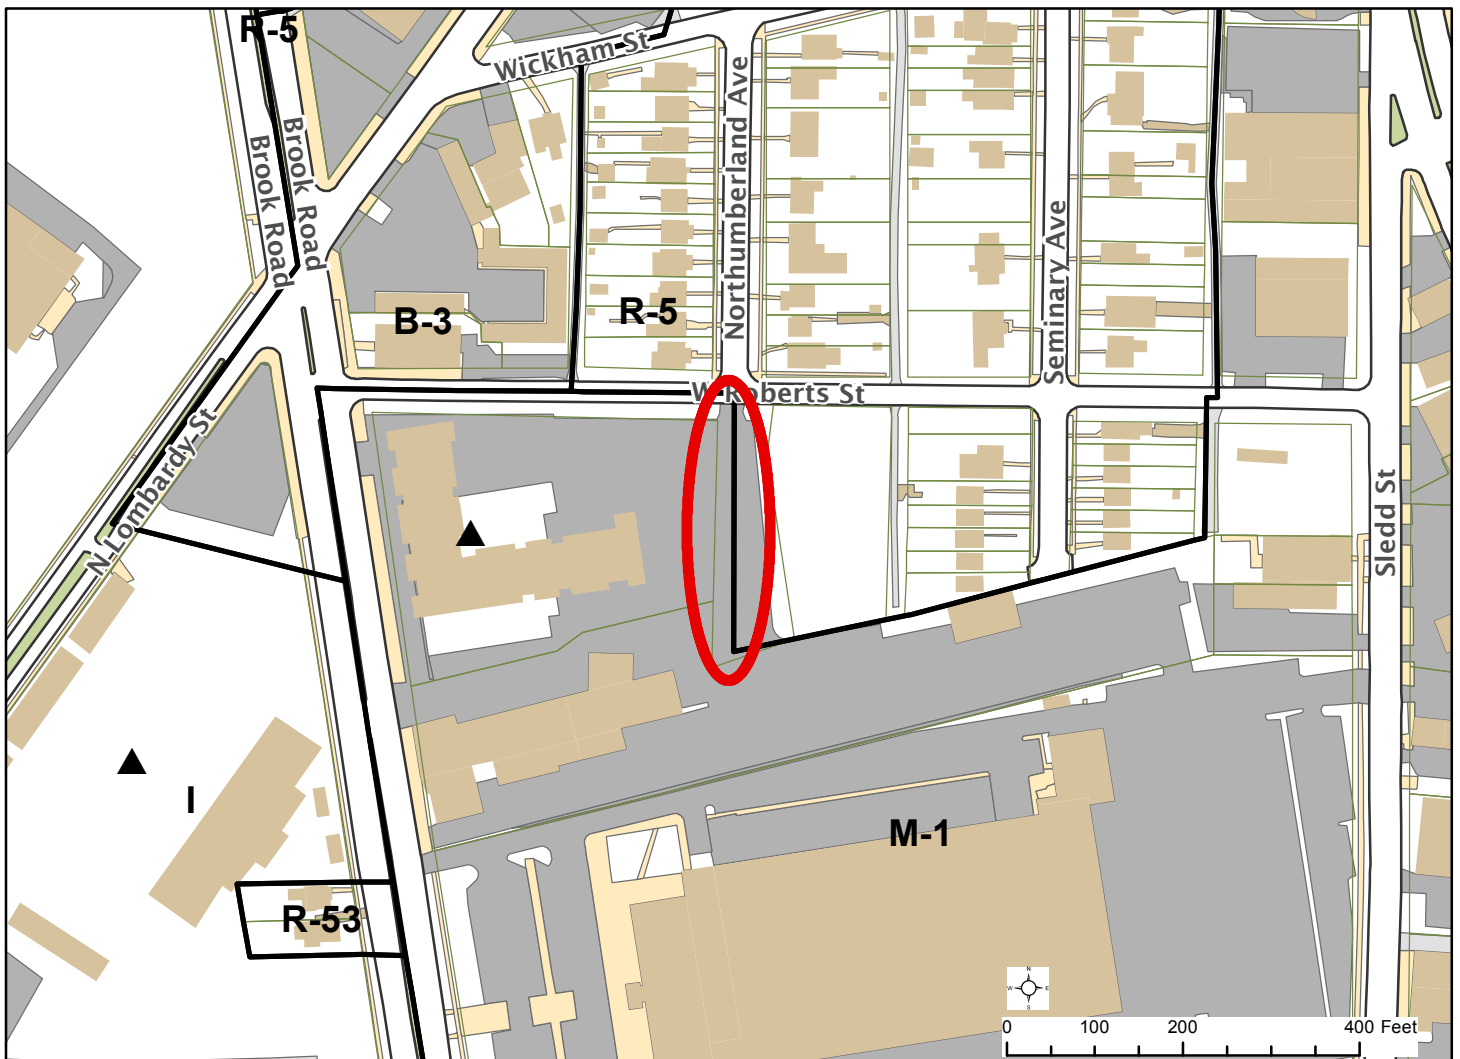 R-5
Wickham St
Northumberland Ave
Brook Road
Brook Road
Seminary Ave
B-3
R-5
W Roberts St
N Lombardy St
Sledd St
I
M-1
R-53
N
W E
S
0 100 200 400 Feet